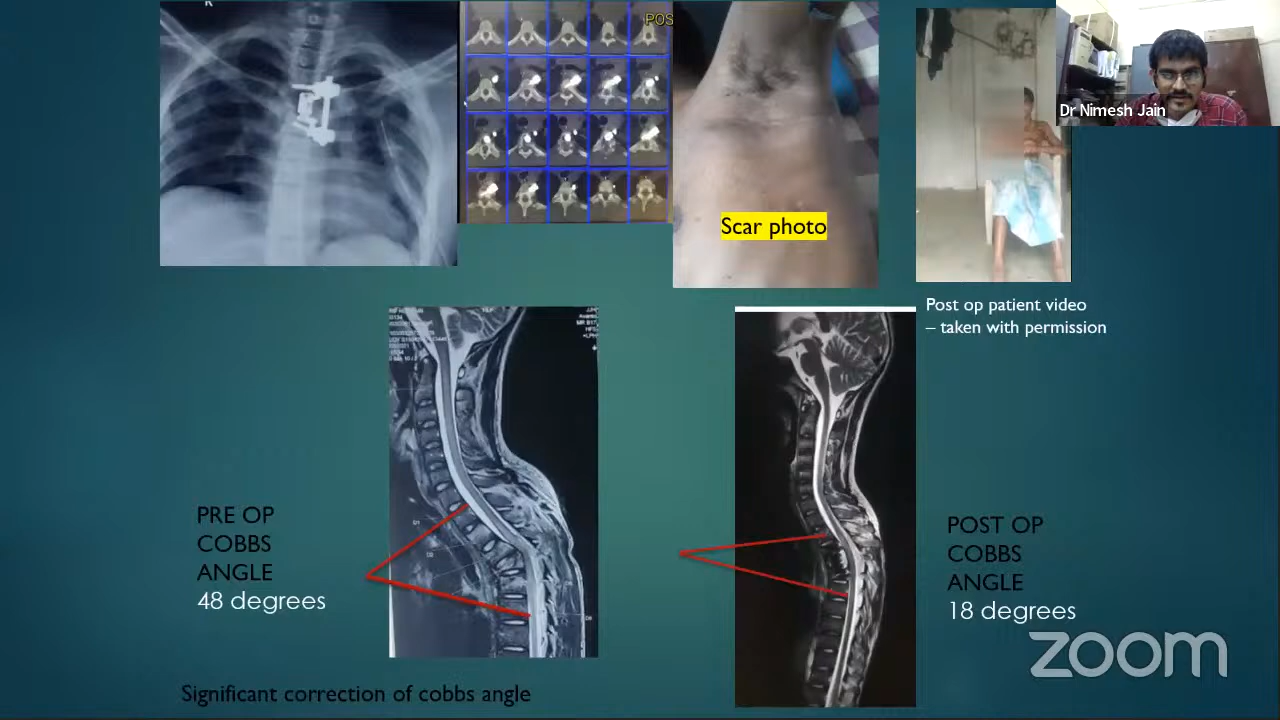 R
POS
Dr Nimesh Jain
Scar photo
Post op patient video
– taken with permission
PRE OP
COBBS
ANGLE
48 degrees
POST OP
COBBS
ANGLE
18 degrees
Significant correction of cobbs angle
zoom